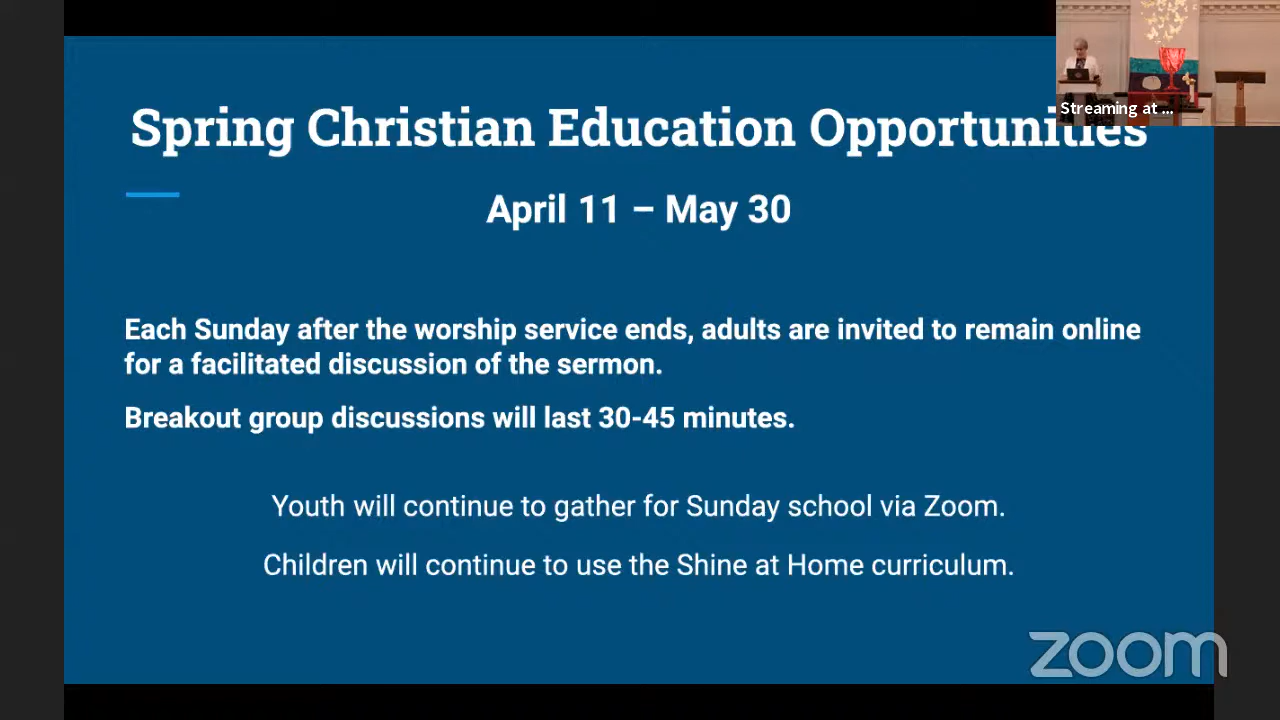 Spring Christian Education Opportunities
Streaming at ...
April 11 – May 30
Each Sunday after the worship service ends, adults are invited to remain online
for a facilitated discussion of the sermon.
Breakout group discussions will last 30-45 minutes.
Youth will continue to gather for Sunday school via Zoom.
Children will continue to use the Shine at Home curriculum.
zoom